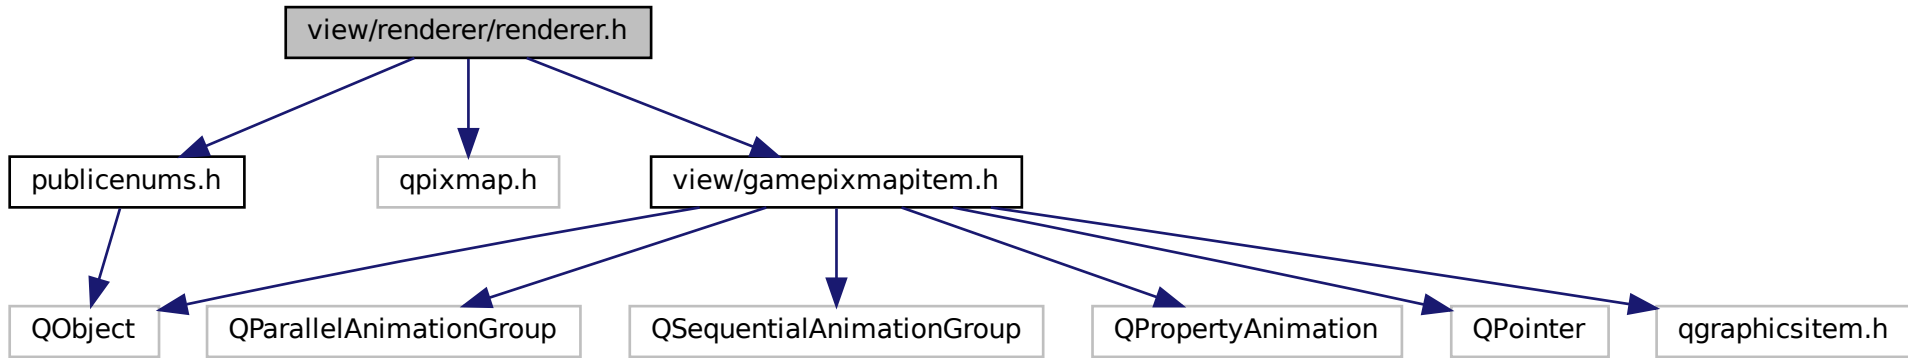 view/renderer/renderer.h
publicenums.h
qpixmap.h
view/gamepixmapitem.h
QObject
QParallelAnimationGroup
QSequentialAnimationGroup
QPropertyAnimation
QPointer
qgraphicsitem.h